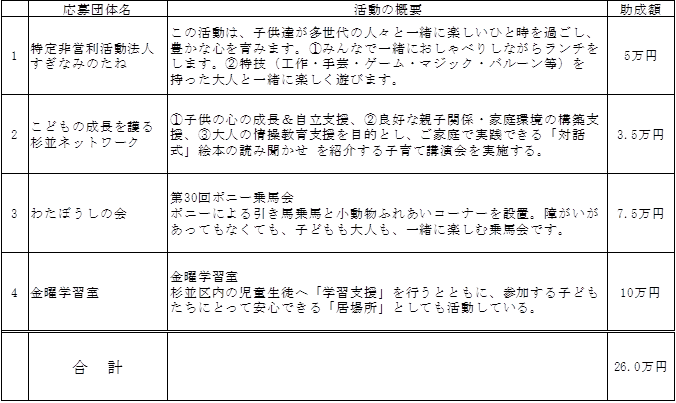 応募団体名 活動の概要 助成額
1 特定非営利活動法人
すぎなみのたね
この活動は、子供達が多世代の人々と一緒に楽しいひと時を過ごし、
豊かな心を育みます。①みんなで一緒におしゃべりしながらランチを
します。②特技（工作・手芸・ゲーム・マジック・バルーン等）を
持った大人と一緒に楽しく遊びます。
5万円
2 こどもの成長を護る
杉並ネットワーク
①子供の心の成長＆自立支援、②良好な親子関係・家庭環境の構築支
援、③大人の情操教育支援を目的とし、ご家庭で実践できる「対話
式」絵本の読み聞かせ を紹介する子育て講演会を実施する。
3.5万円
3 わたぼうしの会
第30回ポニー乗馬会
ポニーによる引き馬乗馬と小動物ふれあいコーナーを設置。障がいが
あってもなくても、子どもも大人も、一緒に楽しむ乗馬会です。
7.5万円
4 金曜学習室
金曜学習室
杉並区内の児童生徒へ「学習支援」を行うとともに、参加する子ども
たちにとって安心できる「居場所」としても活動している。
10万円
合 計 26.0万円